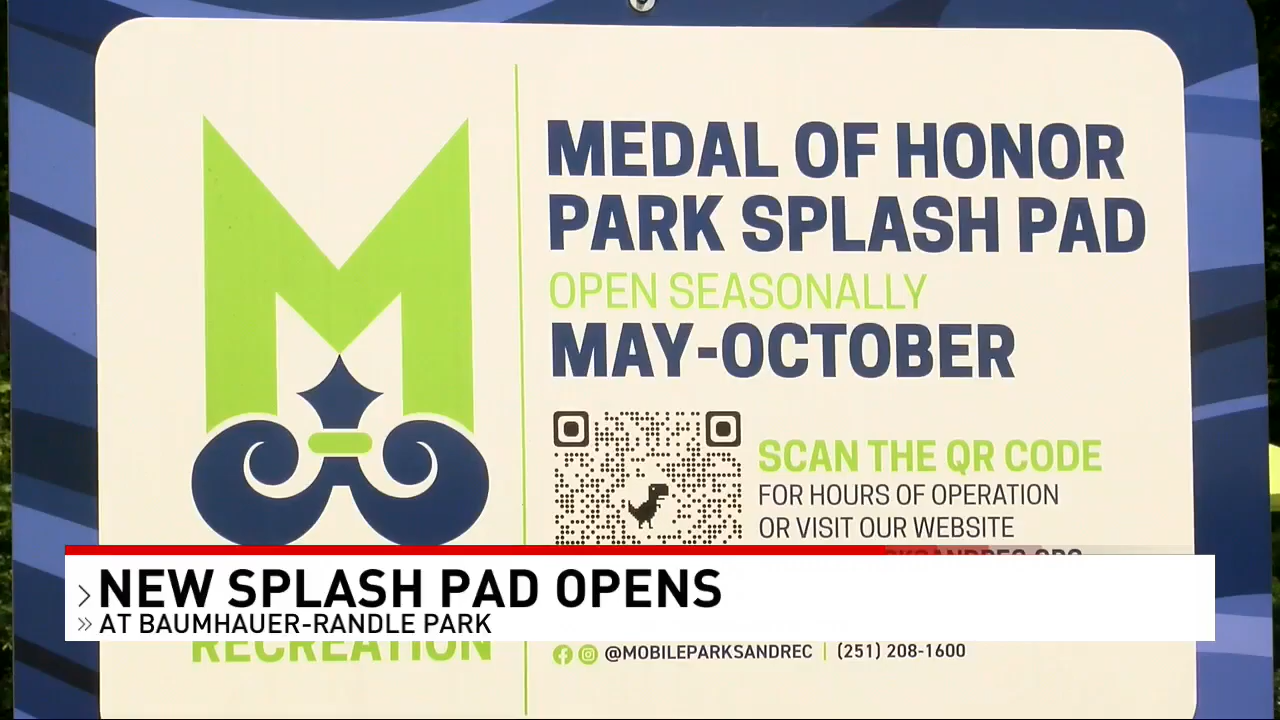 MEDAL OF HONOR
PARK SPLASH PAD
OPEN SEASONALLY
MAY-OCTOBER
SCAN THE QR CODE
FOR HOURS OF OPERATION
OR VISIT OUR WEBSITE
NEW SPLASH PAD OPENS
AT BAUMHAUER-RANDLE PARK
RECREATION
@MOBILEPARKSANDREC | (251) 208-1600